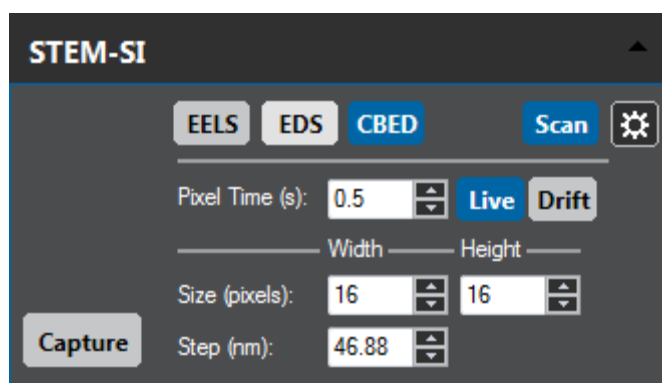 STEM-SI
EELS EDS CBED Scan
Pixel Time (s): 0.5 Live Drift
Width Height
Size (pixels): 16 16
Capture Step (nm): 46.88